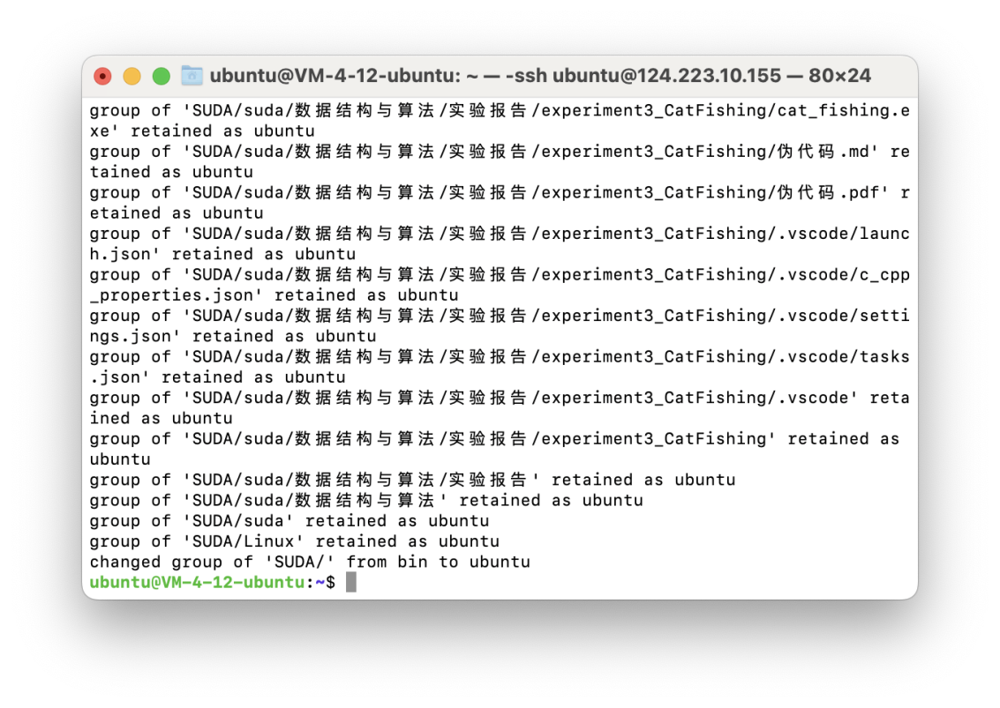 ubuntu@VM-4-12-ubuntu: ~ — -ssh ubuntu@124.223.10.155 — 80×24
group of 'SUDA/suda/数据结构与算法/实验报告/experiment3_CatFishing/cat_fishing.e
xe' retained as ubuntu
group of 'SUDA/suda/数据结构与算法/实验报告/experiment3_CatFishing/伪代码.md' re
tained as ubuntu
group of 'SUDA/suda/数据结构与算法/实验报告/experiment3_CatFishing/伪代码.pdf' r
etained as ubuntu
group of 'SUDA/suda/数据结构与算法/实验报告/experiment3_CatFishing/.vscode/launc
h.json' retained as ubuntu
group of 'SUDA/suda/数据结构与算法/实验报告/experiment3_CatFishing/.vscode/c_cpp
_properties.json' retained as ubuntu
group of 'SUDA/suda/数据结构与算法/实验报告/experiment3_CatFishing/.vscode/setti
ngs.json' retained as ubuntu
group of 'SUDA/suda/数据结构与算法/实验报告/experiment3_CatFishing/.vscode/tasks
.json' retained as ubuntu
group of 'SUDA/suda/数据结构与算法/实验报告/experiment3_CatFishing/.vscode' reta
ined as ubuntu
group of 'SUDA/suda/数据结构与算法/实验报告/experiment3_CatFishing' retained as
ubuntu
group of 'SUDA/suda/数据结构与算法/实验报告' retained as ubuntu
group of 'SUDA/suda/数据结构与算法' retained as ubuntu
group of 'SUDA/suda' retained as ubuntu
group of 'SUDA/Linux' retained as ubuntu
changed group of 'SUDA/' from bin to ubuntu
ubuntu@VM-4-12-ubuntu:~$